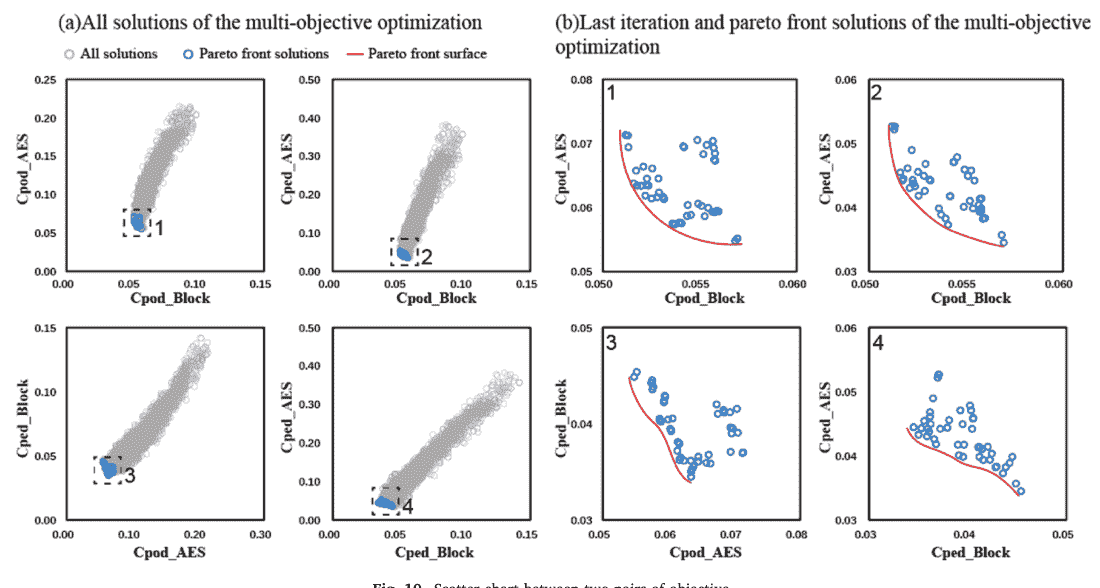 (a)All solutions of the multi-objective optimization
All solutions Pareto front solutions Pareto front surface
(b)Last iteration and pareto front solutions of the multi-objective
optimization
0.25
0.20
0.15
0.10
0.05
0.00
Cpod_AES
1
0.00 0.05 0.10 0.15
Cpod_Block
0.50
0.40
0.30
0.20
0.10
0.00
Cped_AES
2
0.00 0.05 0.10 0.15
Cpod_Block
0.08
0.07
0.06
0.05
Cpod_AES
1
0.050 0.055 0.060
Cpod_Block
0.06
0.05
0.04
0.03
Cped_AES
2
0.050 0.055 0.060
Cpod_Block
0.15
0.10
0.05
0.00
Cped_Block
3
0.00 0.10 0.20 0.30
Cpod_AES
0.50
0.40
0.30
0.20
0.10
0.00
Cped_AES
4
0.00 0.05 0.10 0.15
Cped_Block
0.05
0.04
0.03
Cped_Block
3
0.05 0.06 0.07 0.08
Cpod_AES
0.06
0.05
0.04
0.03
Cped_AES
4
0.03 0.04 0.05
Cped_Block
Fig. 10. Scatter chart between two pairs of objective